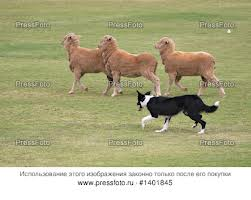 PressFoto PressFoto PressFoto
PressFoto PressFoto PressFoto
PressFoto PressFoto PressFoto
Использование этого изображения законно только после его покупки
www.pressfoto.ru • #1401845